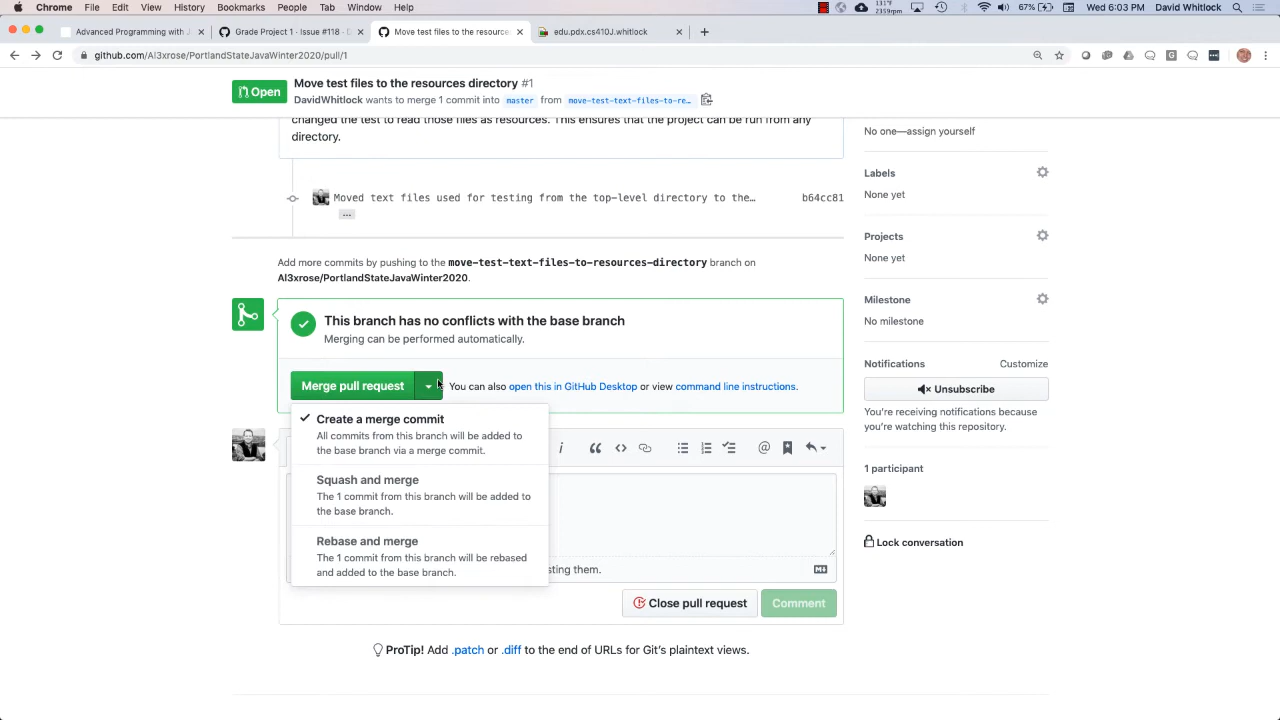 Chrome File Edit View History Bookmarks People Tab Window Help
131°F
2359rpm
67%
Wed 6:03 PM David Whitlock
Advanced Programming with J
Grade Project 1 · Issue #118 · D
Move test files to the resources
edu.pdx.cs410J.whitlock
github.com/Al3xrose/PortlandStateJavaWinter2020/pull/1
Open
Move test files to the resources directory #1
DavidWhitlock wants to merge 1 commit into master from move-test-text-files-to-re…
changed the test to read those files as resources. This ensures that the project can be run from any
directory.
No one—assign yourself
Labels
None yet
Moved text files used for testing from the top-level directory to the… b64cc81
…
Projects
None yet
Add more commits by pushing to the move-test-text-files-to-resources-directory branch on
Al3xrose/PortlandStateJavaWinter2020.
Milestone
No milestone
This branch has no conflicts with the base branch
Merging can be performed automatically.
Notifications Customize
Unsubscribe
You're receiving notifications because
you're watching this repository.
Merge pull request
You can also open this in GitHub Desktop or view command line instructions.
Create a merge commit
All commits from this branch will be added to
the base branch via a merge commit.
Squash and merge
The 1 commit from this branch will be added to
the base branch.
Rebase and merge
The 1 commit from this branch will be rebased
and added to the base branch.
sting them.
1 participant
Lock conversation
Close pull request
Comment
ProTip! Add .patch or .diff to the end of URLs for Git's plaintext views.